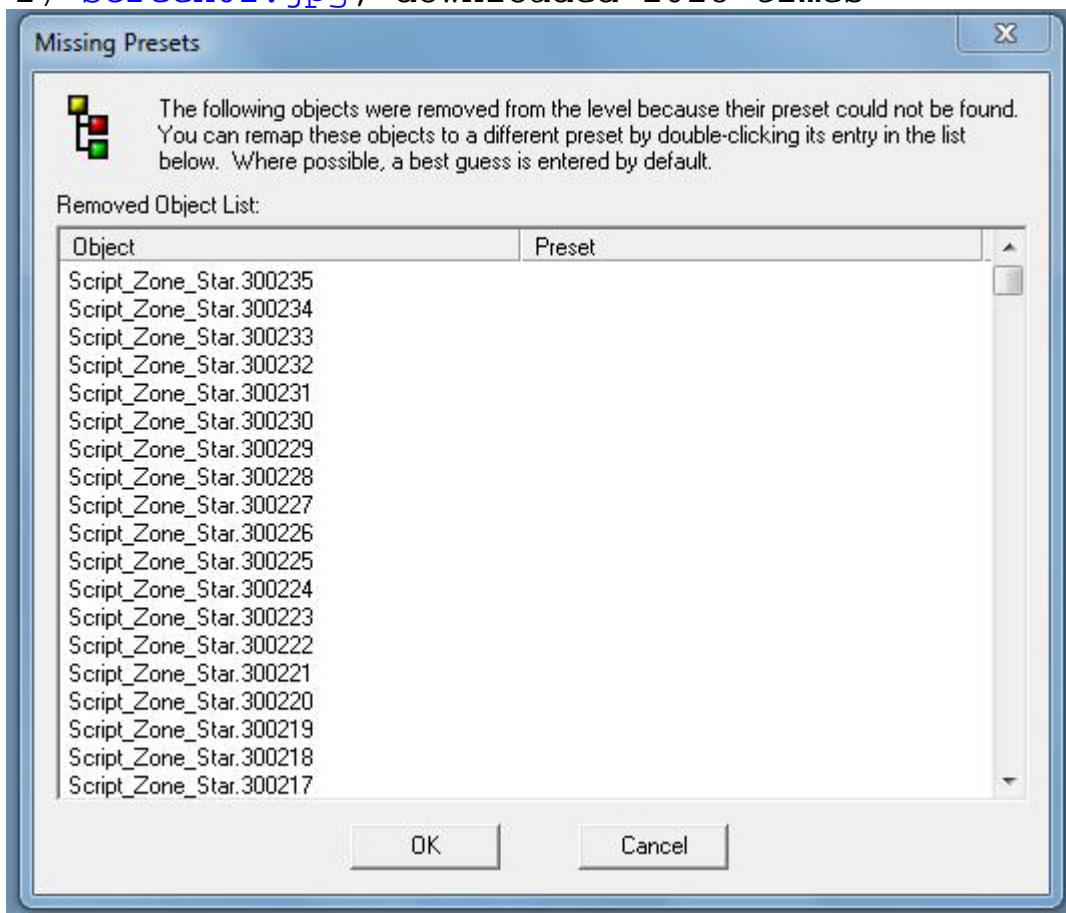 downloaded times
Missing Presets
The following objects were removed from the level because their preset could not be found.
You can remap these objects to a different preset by double-clicking its entry in the list
below. Where possible, a best guess is entered by default.
Removed Object List:
Object Preset
Script_Zone_Star.300235
Script_Zone_Star.300234
Script_Zone_Star.300233
Script_Zone_Star.300232
Script_Zone_Star.300231
Script_Zone_Star.300230
Script_Zone_Star.300229
Script_Zone_Star.300228
Script_Zone_Star.300227
Script_Zone_Star.300226
Script_Zone_Star.300225
Script_Zone_Star.300224
Script_Zone_Star.300223
Script_Zone_Star.300222
Script_Zone_Star.300221
Script_Zone_Star.300220
Script_Zone_Star.300219
Script_Zone_Star.300218
Script_Zone_Star.300217
OK Cancel